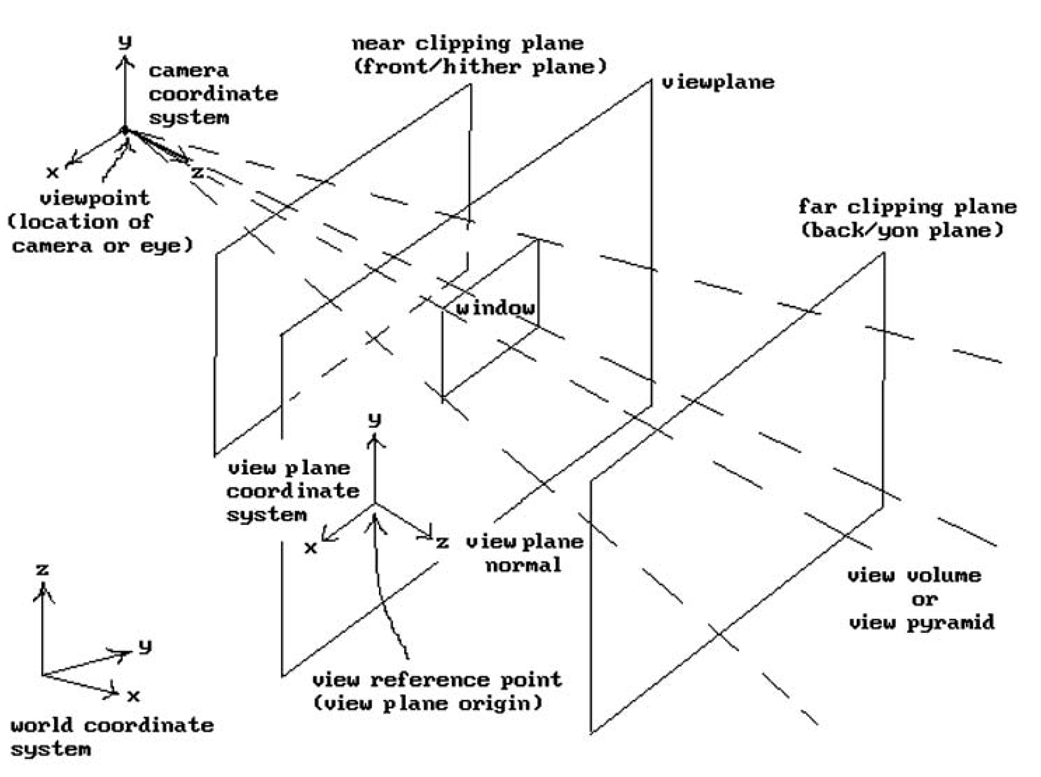 y
camera
coordinate
system
x
z
viewpoint
(location of
camera or eye)
near clipping plane
(front/hither plane)
viewplane
far clipping plane
(back/yon plane)
window
y
view plane
coordinate
system
x
z
view plane
normal
view volume
or
view pyramid
view reference point
(view plane origin)
z
y
x
world coordinate
system